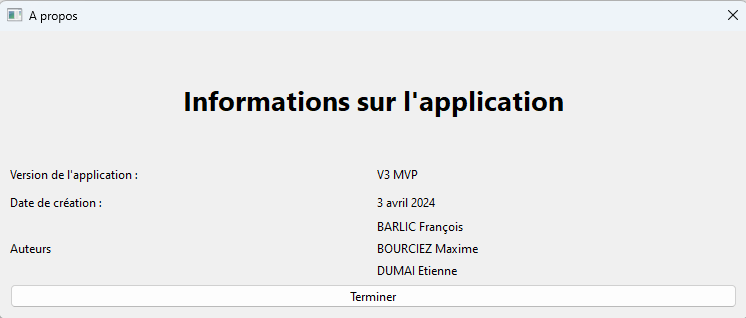 A propos
Informations sur l'application
Version de l'application :
V3 MVP
Date de création :
3 avril 2024
Auteurs
BARLIC François
BOURCIEZ Maxime
DUMAI Etienne
Terminer